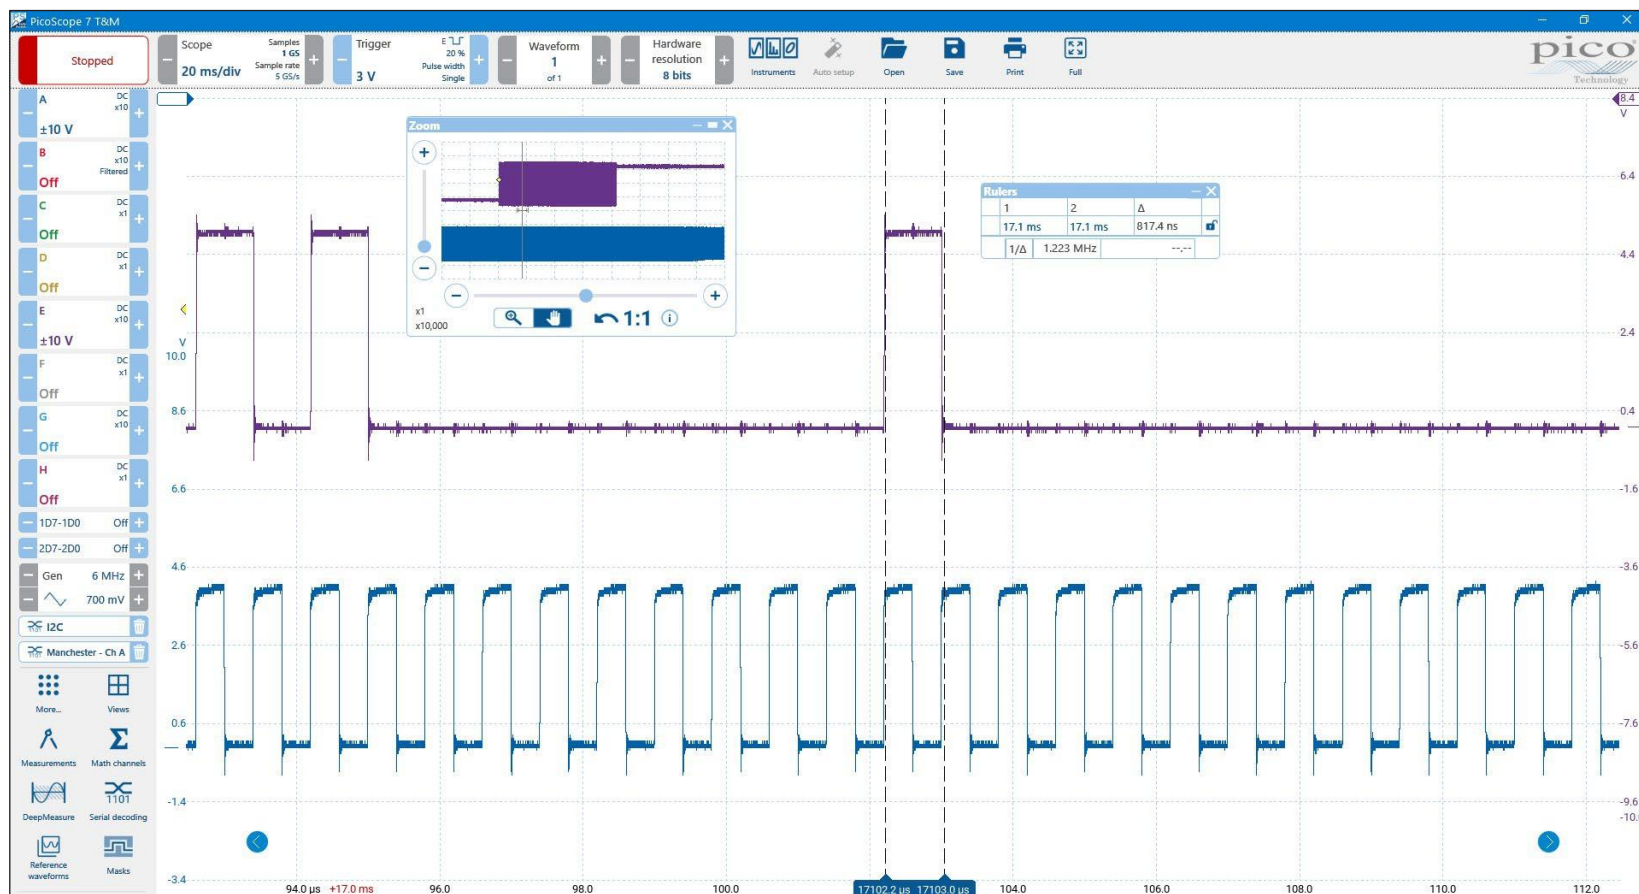 PicoScope 7 T&M
Stopped
Scope
20 ms/div
Samples
1 GS
Sample rate
5 GS/s
Trigger
3 V
E
20 %
Pulse width
Single
Waveform
1
of 1
Hardware
resolution
8 bits
Instruments
Auto setup
Open
Save
Print
Full
pico
Technology
A
DC
x10
±10 V
B
DC
x10
Filtered
Off
C
DC
x1
Off
D
DC
x1
Off
E
DC
x10
±10 V
F
DC
x1
Off
G
DC
x10
Off
H
DC
x1
Off
1D7-1D0 Off
2D7-2D0 Off
Gen 6 MHz
700 mV
I2C
Manchester - Ch A
More...
Views
Measurements
Math channels
DeepMeasure
1101
Serial decoding
Reference
waveforms
Masks
Zoom
x1
x10,000
1:1
Rulers
1 2 Δ
17.1 ms 17.1 ms 817.4 ns
1/Δ 1.223 MHz --.--
V
10.0
8.6
6.6
4.6
2.6
0.6
-1.4
-3.4
8.4
V
6.4
4.4
2.4
0.4
-1.6
-3.6
-5.6
-7.6
-9.6
94.0 µs +17.0 ms 96.0 98.0 100.0 17102.2 µs 17103.0 µs 104.0 106.0 108.0 110.0 112.0